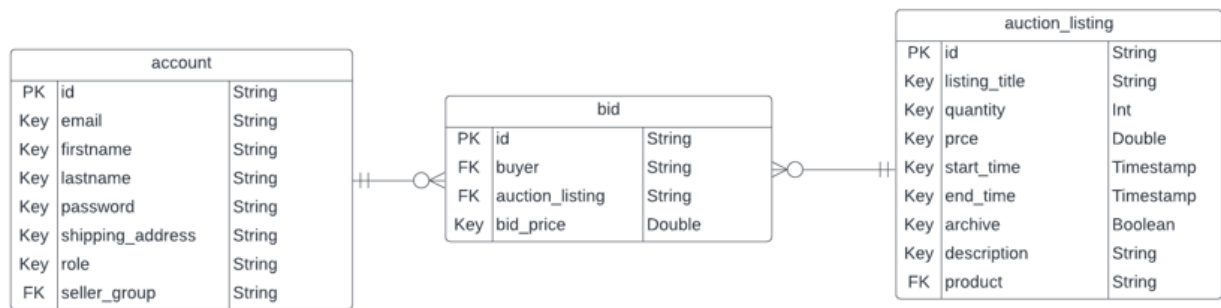 account
PK id String
Key email String
Key firstname String
Key lastname String
Key password String
Key shipping_address String
Key role String
FK seller_group String
bid
PK id String
FK buyer String
FK auction_listing String
Key bid_price Double
auction_listing
PK id String
Key listing_title String
Key quantity Int
Key prce Double
Key start_time Timestamp
Key end_time Timestamp
Key archive Boolean
Key description String
FK product String